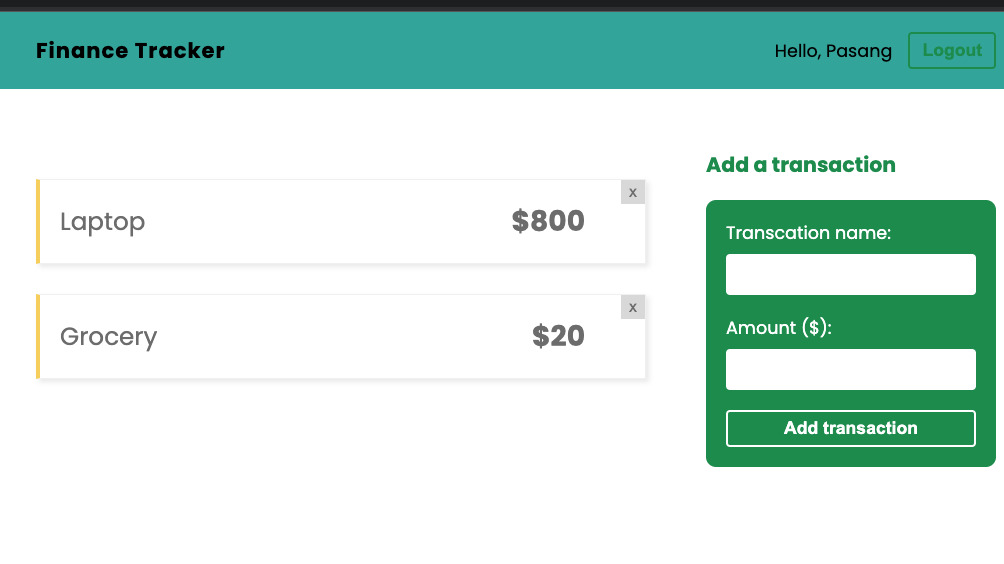 Finance Tracker
Hello, Pasang
Logout
x
Laptop
$800
x
Grocery
$20
Add a transaction
Transcation name:
Amount ($):
Add transaction